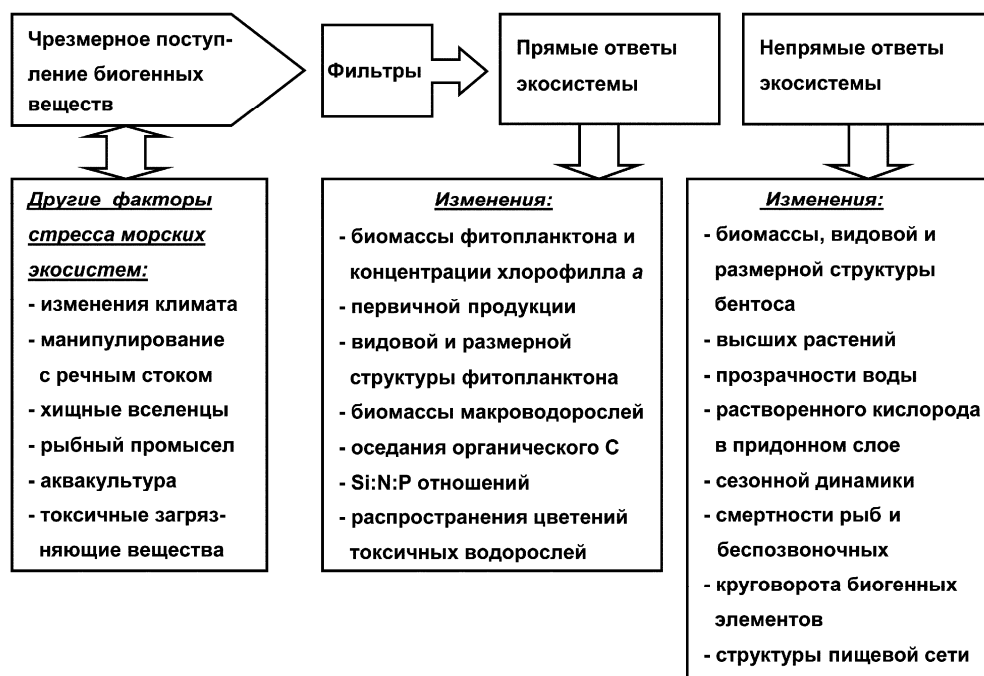 Чрезмерное поступ-
ление биогенных
веществ
Фильтры
Прямые ответы
экосистемы
Непрямые ответы
экосистемы
Другие факторы
стресса морских
экосистем:
- изменения климата
- манипулирование
с речным стоком
- хищные вселенцы
- рыбный промысел
- аквакультура
- токсичные загряз-
няющие вещества
Изменения:
- биомассы фитопланктона и
концентрации хлорофилла а
- первичной продукции
- видовой и размерной
структуры фитопланктона
- биомассы макроводорослей
- оседания органического С
- Si:N:P отношений
- распространения цветений
токсичных водорослей
Изменения:
- биомассы, видовой и
размерной структуры
бентоса
- высших растений
- прозрачности воды
- растворенного кислорода
в придонном слое
- сезонной динамики
- смертности рыб и
беспозвоночных
- круговорота биогенных
элементов
- структуры пищевой сети